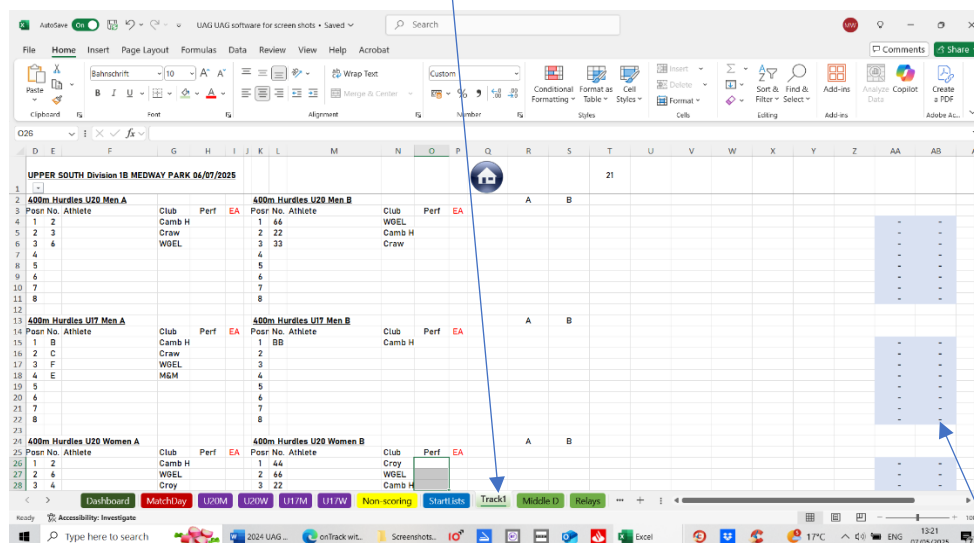 AutoSave On UAG UAG software for screen shots • Saved Search MW
File Home Insert Page Layout Formulas Data Review View Help Acrobat Comments Share
Paste Bahnschrift 10 A^ A˅ Wrap Text Custom Conditional Formatting Format as Table Cell Styles Insert Delete Format Sort & Filter Find & Select Add-ins Analyze Data Copilot Create a PDF
B I U A Merge & Center % 9
Clipboard Font Alignment Number Styles Cells Editing Add-ins Adobe Ac...
O26 fx
D E F G H I J K L M N O P Q R S T U V W X Y Z AA AB
1 UPPER SOUTH Division 1B MEDWAY PARK 06/07/2025 21
2 400m Hurdles U20 Men A 400m Hurdles U20 Men B A B
3 Posn No. Athlete Club Perf EA Posr No. Athlete Club Perf EA
4 1 2 Camb H 1 66 WGEL - -
5 2 3 Craw 2 22 Camb H - -
6 3 6 WGEL 3 33 Craw - -
7 4 4 - -
8 5 5 - -
9 6 6 - -
10 7 7 - -
11 8 8 - -
12
13 400m Hurdles U17 Men A 400m Hurdles U17 Men B A B
14 Posr No. Athlete Club Perf EA Posr No. Athlete Club Perf EA
15 1 B Camb H 1 BB Camb H - -
16 2 C Craw 2 - -
17 3 F WGEL 3 - -
18 4 E M&M 4 - -
19 5 5 - -
20 6 6 - -
21 7 7 - -
22 8 8 - -
23
24 400m Hurdles U20 Women A 400m Hurdles U20 Women B A B
25 Posn No. Athlete Club Perf EA Posr No. Athlete Club Perf EA
26 1 2 Camb H 1 44 Croy - -
27 2 6 WGEL 2 66 WGEL - -
28 3 4 Croy 3 22 Camb H - -
Dashboard MatchDay U20M U20W U17M U17W Non-scoring StartLists Track1 Middle D Relays
Ready Accessibility: Investigate
Type here to search 2024 UAG ... onTrack wit... Screenshots.. Excel 17°C ENG 13:21
07/05/2025